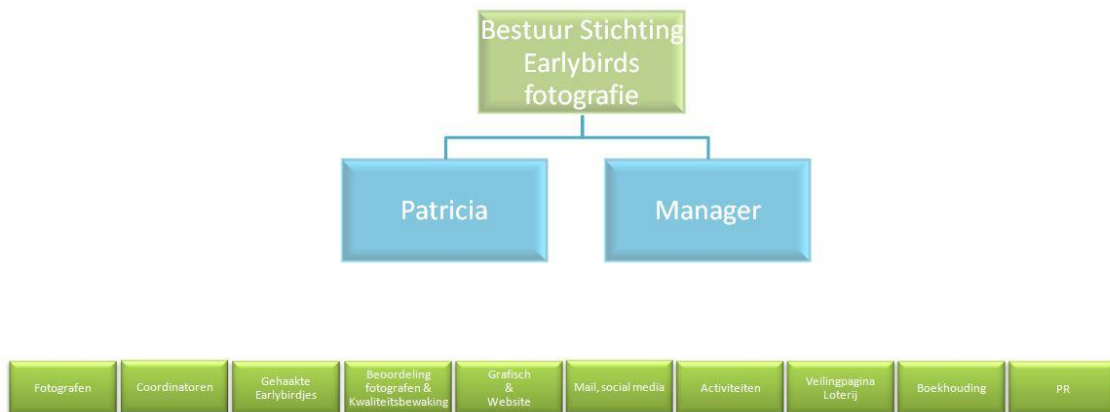 Bestuur Stichting
Earlybirds
fotografie
Patricia
Manager
Fotografen
Coordinatoren
Gehaakte
Earlybirdjes
Beoordeling
fotografen &
Kwaliteitsbewaking
Grafisch
&
Website
Mail, social media
Activiteiten
Veilingpagina
Loterij
Boekhouding
PR